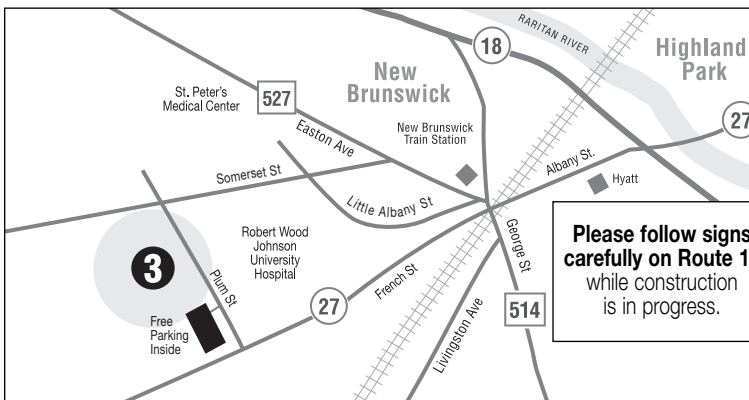 RARITAN RIVER
18
Highland
Park
New
Brunswick
St. Peter's
Medical Center
527
27
New Brunswick
Train Station
Easton Ave
Albany St.
Somerset St
Hyatt
Little Albany St
Robert Wood
Johnson
University
Hospital
George St
Please follow signs
carefully on Route 1
while construction
is in progress.
3
Plum St
French St
27
514
Livingston Ave
Free
Parking
Inside